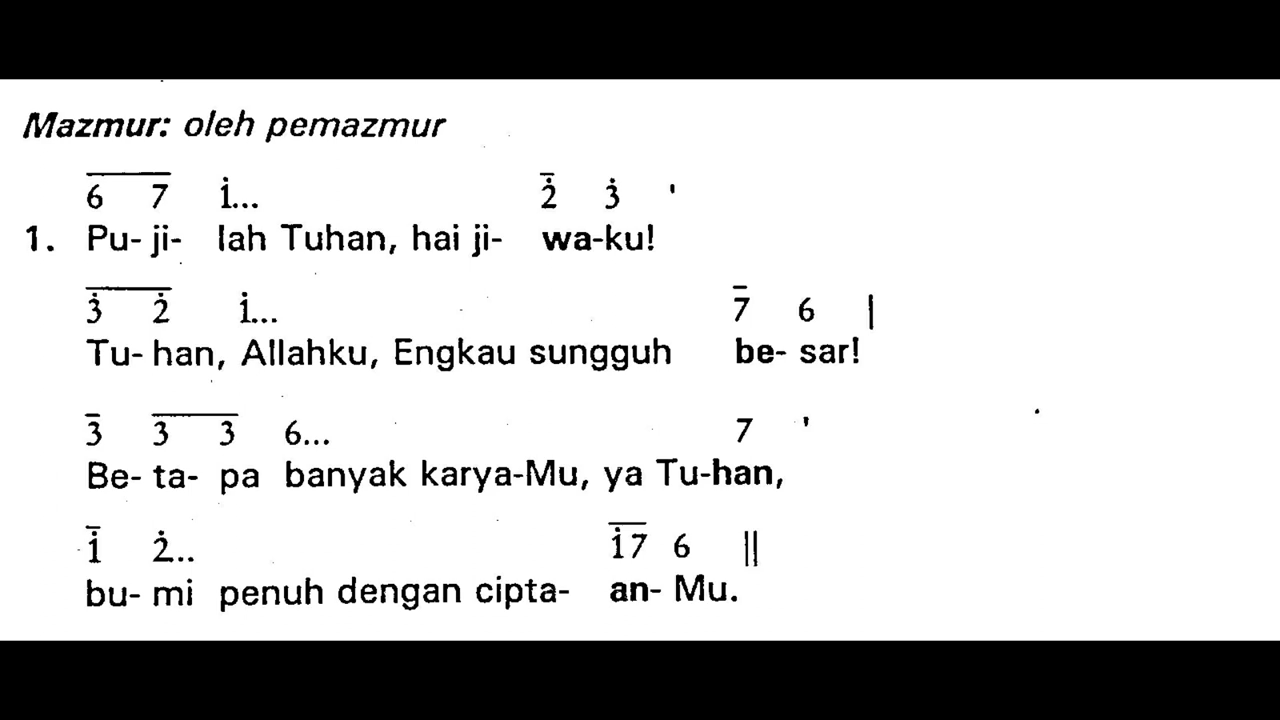 Mazmur: oleh pemazmur
6 7 i̇... 2̇ 3̇ '
1. Pu- ji- lah Tuhan, hai ji- wa-ku!
3̇ 2̇ i̇... 7 6 |
Tu- han, Allahku, Engkau sungguh be- sar!
3 3 3 6... 7 '
Be- ta- pa banyak karya-Mu, ya Tu-han,
1̇ 2̇... 1̇7 6 ||
bu- mi penuh dengan cipta- an- Mu.